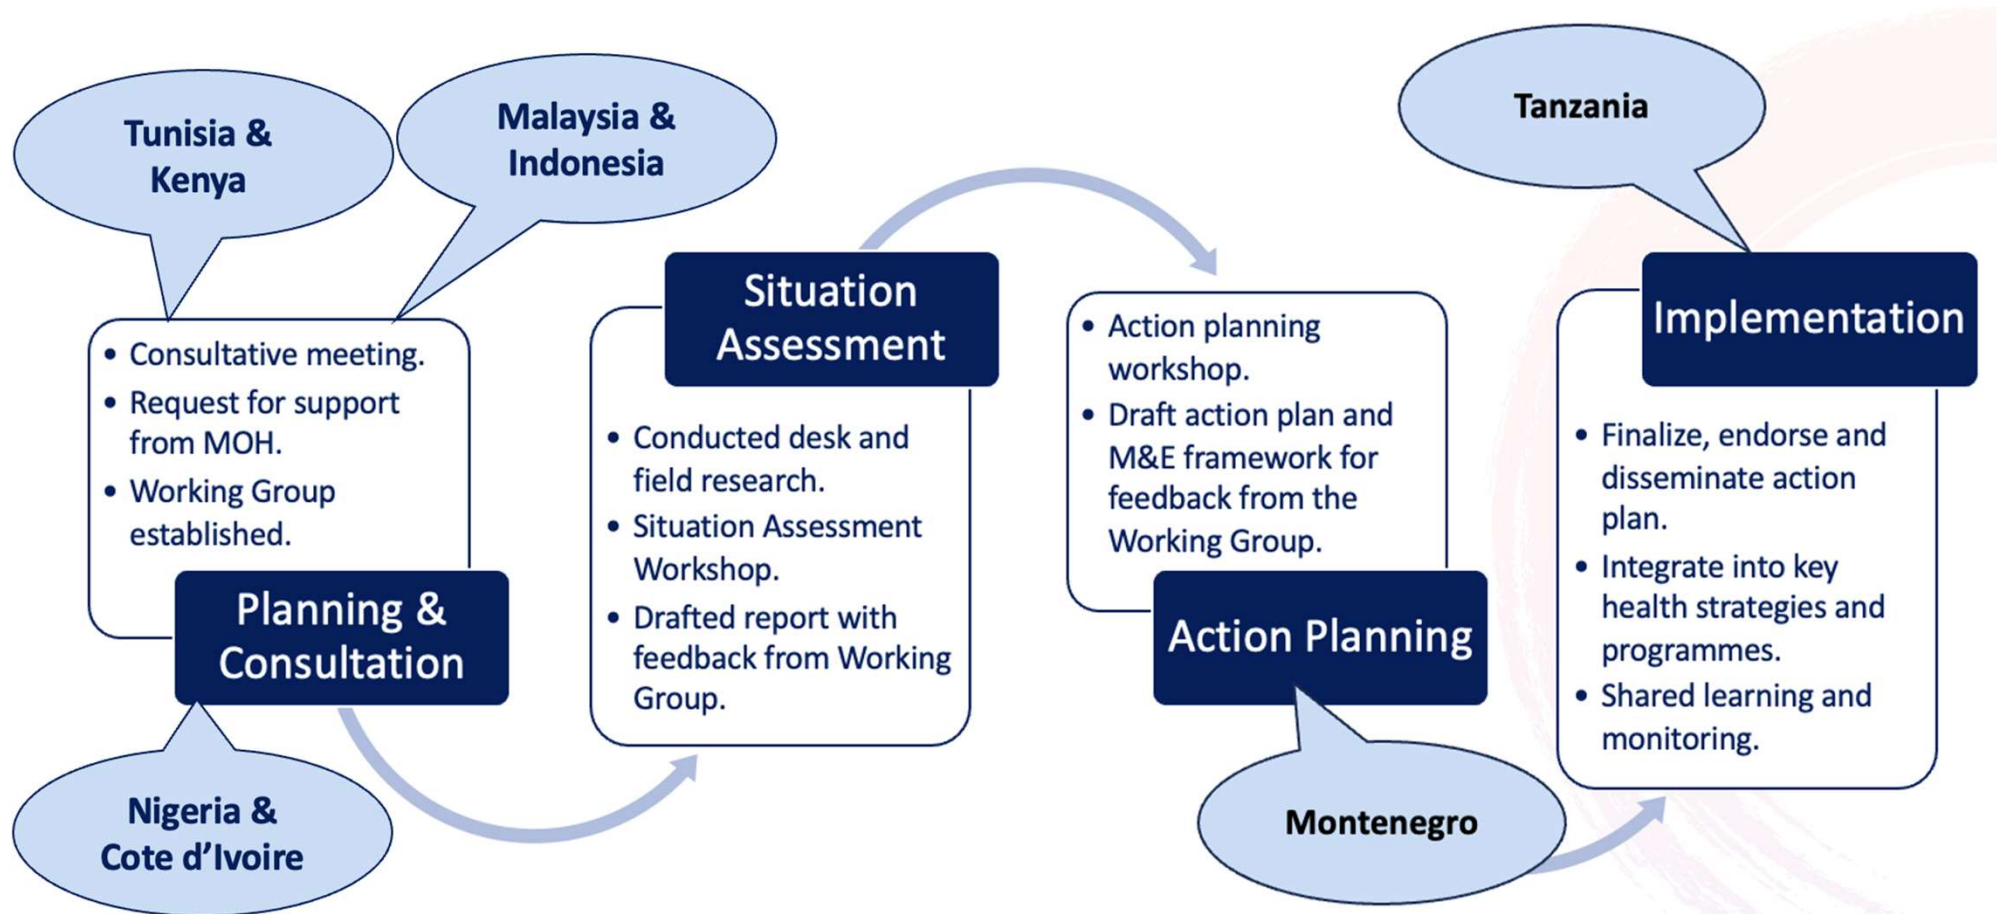 Tunisia &
Kenya
Malaysia &
Indonesia
• Consultative meeting.
• Request for support
from MOH.
• Working Group
established.
Planning &
Consultation
Nigeria &
Cote d’Ivoire
Situation
Assessment
• Conducted desk and
field research.
• Situation Assessment
Workshop.
• Drafted report with
feedback from Working
Group.
• Action planning
workshop.
• Draft action plan and
M&E framework for
feedback from the
Working Group.
Action Planning
Montenegro
Tanzania
Implementation
• Finalize, endorse and
disseminate action
plan.
• Integrate into key
health strategies and
programmes.
• Shared learning and
monitoring.